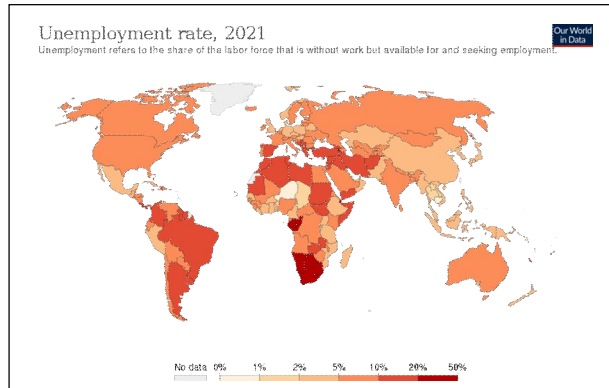 Unemployment rate, 2021
Our World
in Data
Unemployment refers to the share of the labor force that is without work but available for and seeking employment.
No data 0% 1% 2% 5% 10% 20% 50%